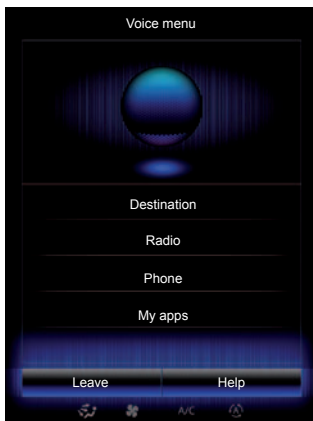 Voice menu
Destination
Radio
Phone
My apps
Leave Help
A/C